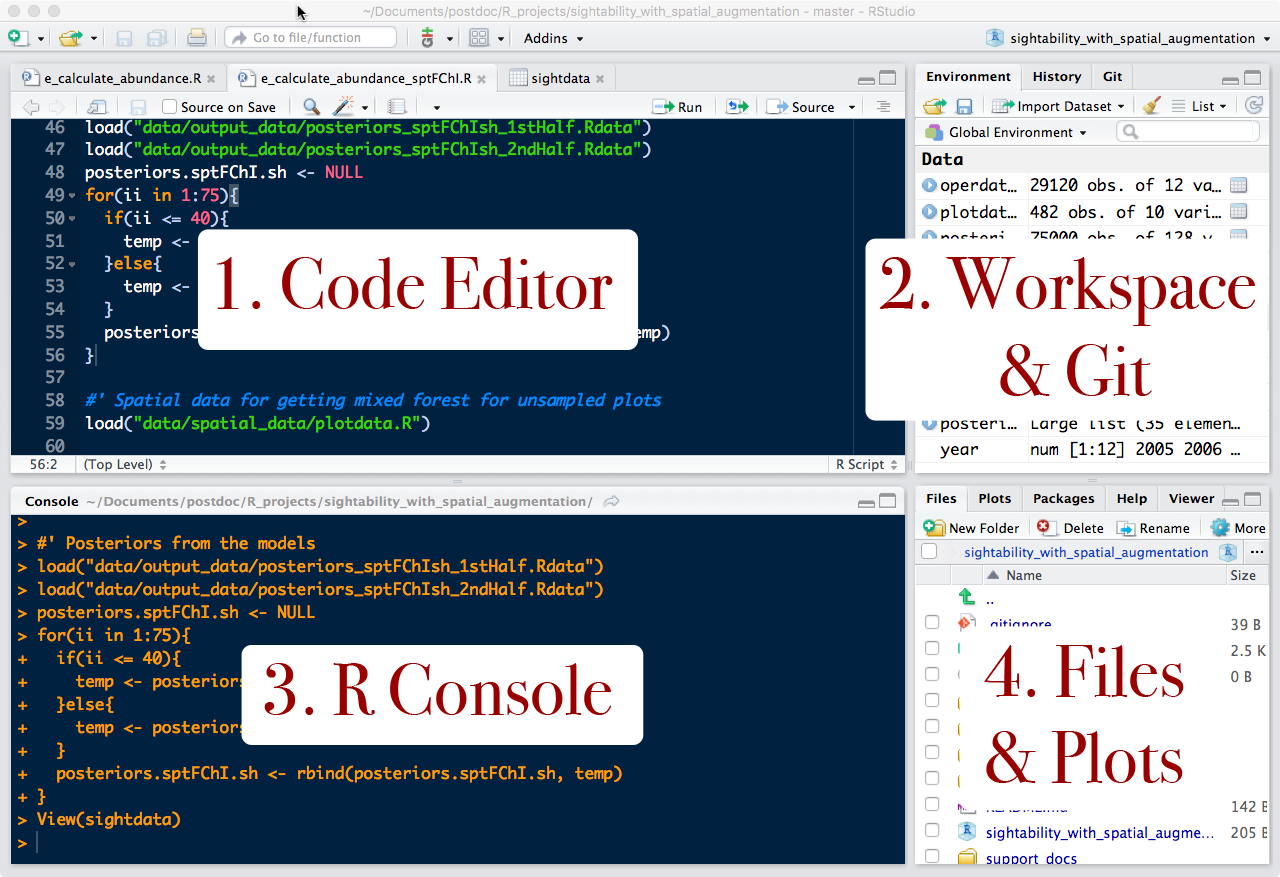 ~/Documents/postdoc/R_projects/sightability_with_spatial_augmentation - master - RStudio
Go to file/function
Addins
sightability_with_spatial_augmentation
e_calculate_abundance.R
e_calculate_abundance_sptFChI.R
sightdata
Source on Save
Run
Source
46 load("data/output_data/posteriors_sptFChIsh_1stHalf.Rdata")
47 load("data/output_data/posteriors_sptFChIsh_2ndHalf.Rdata")
48 posteriors.sptFChI.sh <- NULL
49 for(ii in 1:75){
50 if(ii <= 40){
51 temp <-
52 }else{
53 temp <-
54 }
55 posteriors
56 }
57
58 #' Spatial data for getting mixed forest for unsampled plots
59 load("data/spatial_data/plotdata.R")
60
1. Code Editor
56:2 (Top Level) R Script
Environment History Git
Import Dataset List
Global Environment
Data
operdat… 29120 obs. of 12 va…
plotdat… 482 obs. of 10 vari…
posteri… 75000 obs. of 128 v…
2. Workspace
& Git
posteri… Large list (35 elemen…
year num [1:12] 2005 2006 …
Console ~/Documents/postdoc/R_projects/sightability_with_spatial_augmentation/
>
> #' Posteriors from the models
> load("data/output_data/posteriors_sptFChIsh_1stHalf.Rdata")
> load("data/output_data/posteriors_sptFChIsh_2ndHalf.Rdata")
> posteriors.sptFChI.sh <- NULL
> for(ii in 1:75){
+ if(ii <= 40){
+ temp <- posteriors
+ }else{
+ temp <- posteriors
+ }
+ posteriors.sptFChI.sh <- rbind(posteriors.sptFChI.sh, temp)
+ }
> View(sightdata)
>
3. R Console
Files Plots Packages Help Viewer
New Folder Delete Rename More
sightability_with_spatial_augmentation …
Name Size
..
.gitignore 39 B
2.5 K
0 B
4. Files
& Plots
README.md 142 B
sightability_with_spatial_augme... 205 B
support_docs